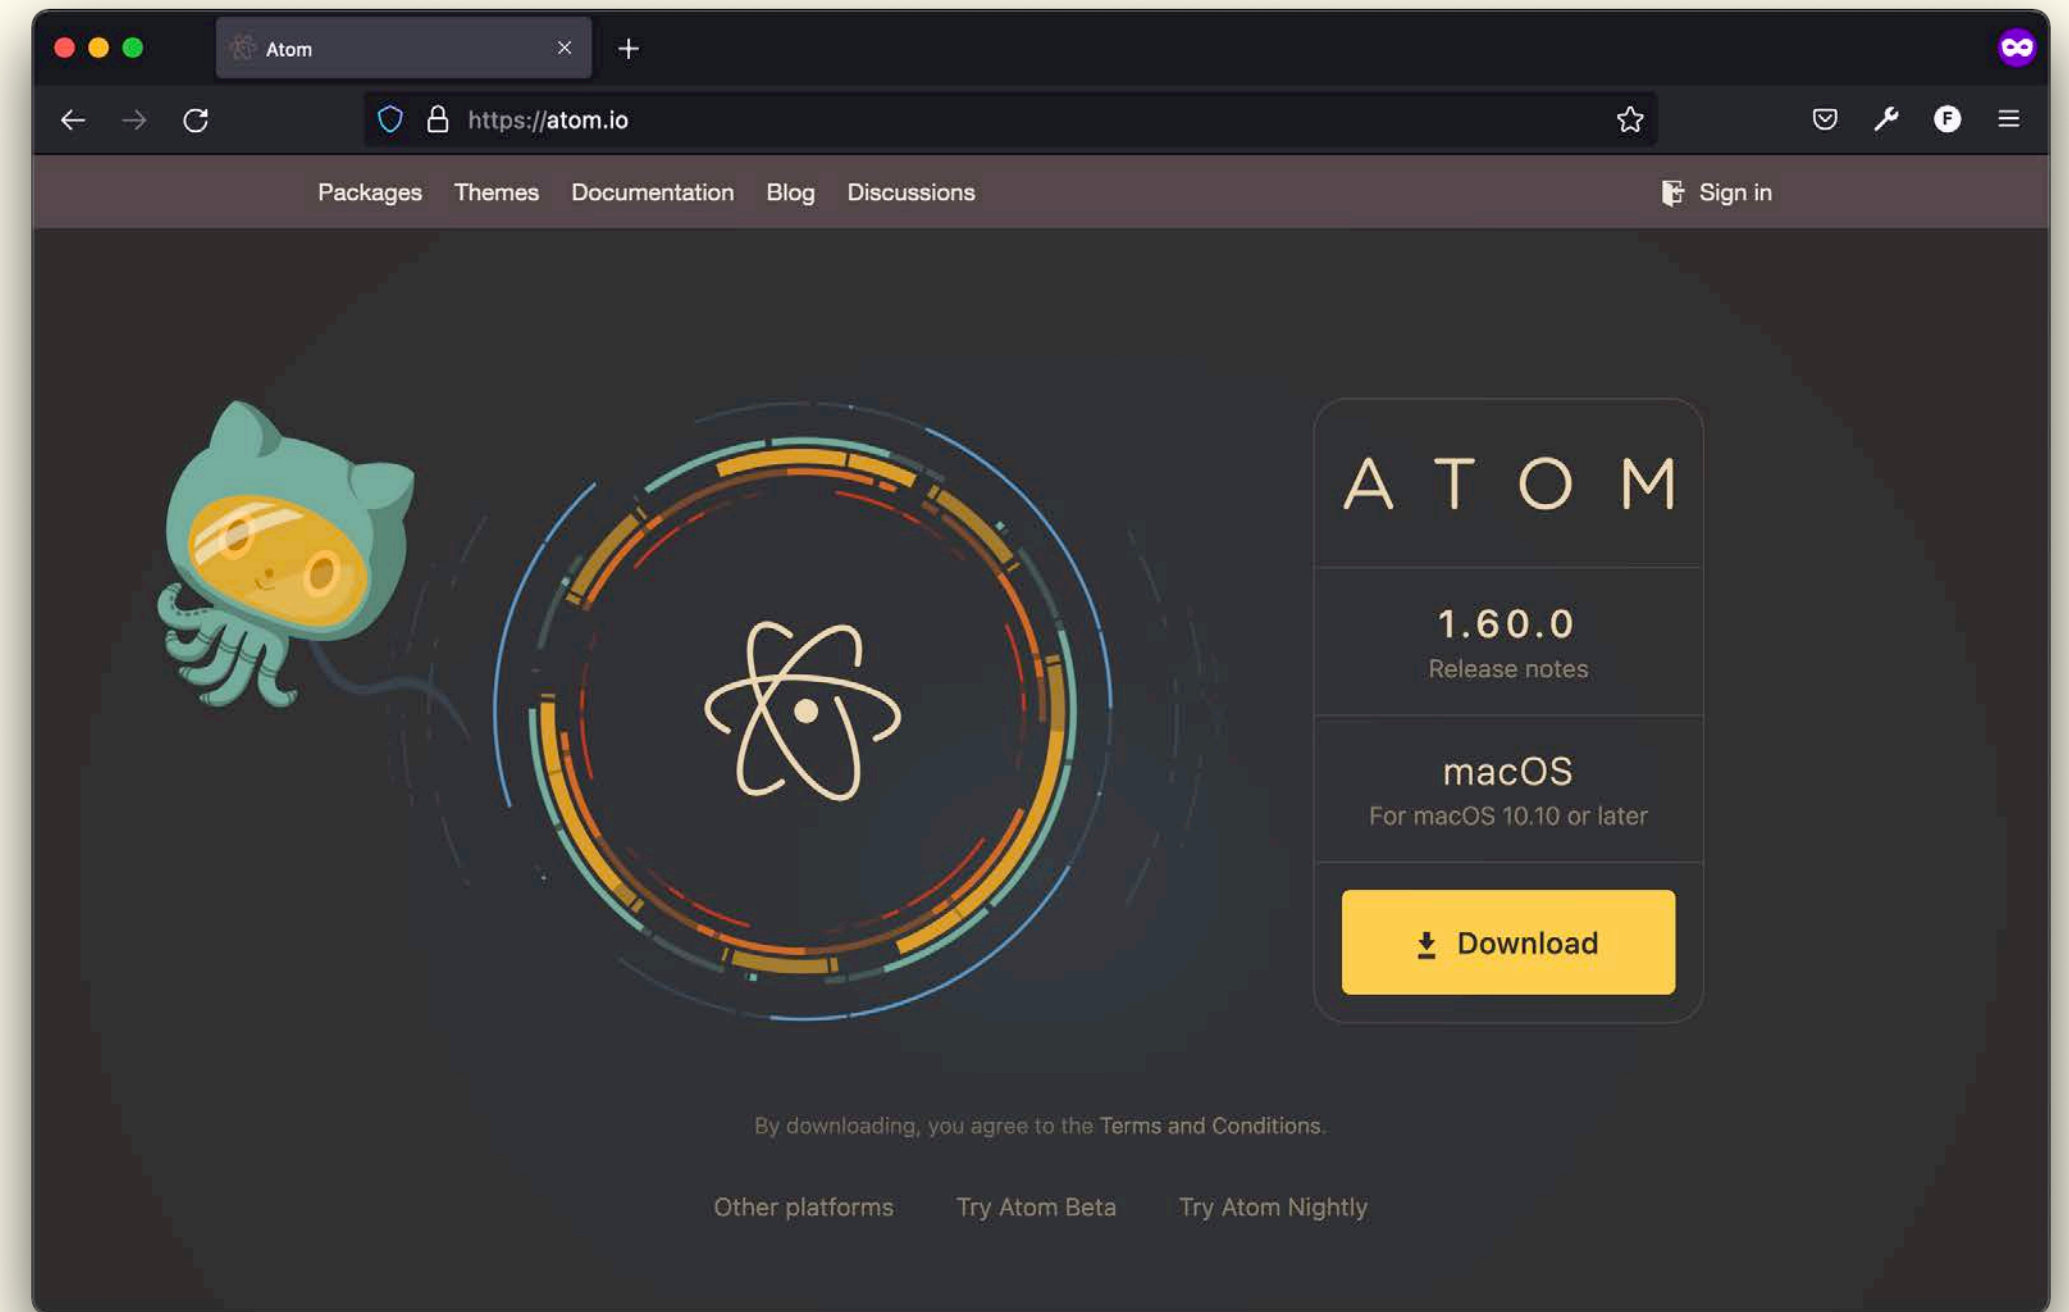 Atom
https://atom.io
F
Packages Themes Documentation Blog Discussions Sign in
ATOM
1.60.0
Release notes
macOS
For macOS 10.10 or later
Download
By downloading, you agree to the Terms and Conditions.
Other platforms Try Atom Beta Try Atom Nightly